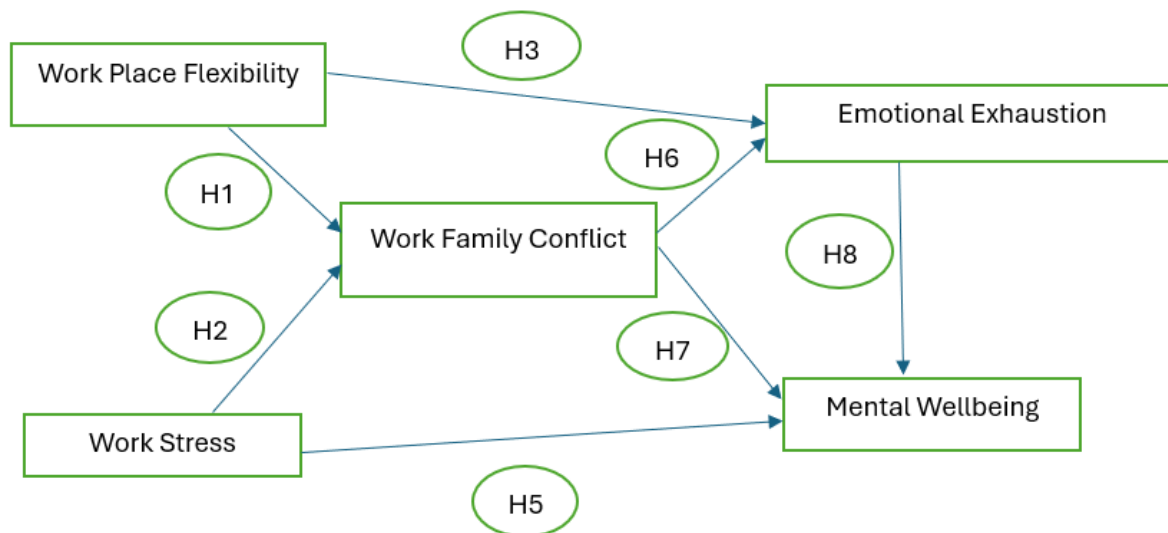 H3
Work Place Flexibility
Emotional Exhaustion
H6
H1
Work Family Conflict
H8
H2
H7
Mental Wellbeing
Work Stress
H5